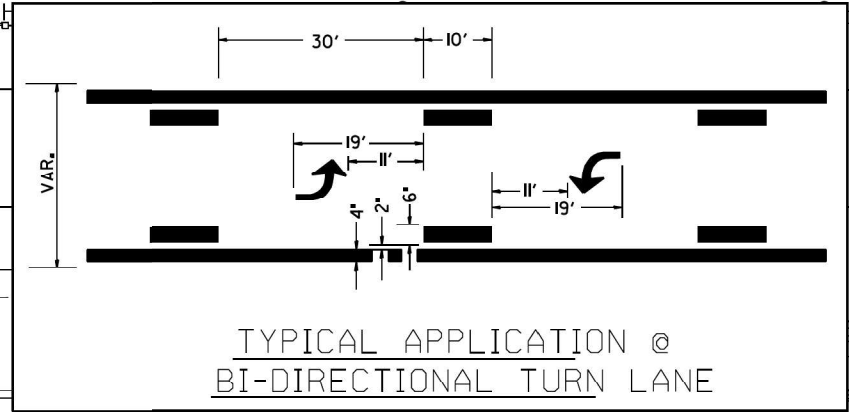 30' 10'
19'
11'
VAR.
4" 2" 6"
11'
19'
TYPICAL APPLICATION @
BI-DIRECTIONAL TURN LANE